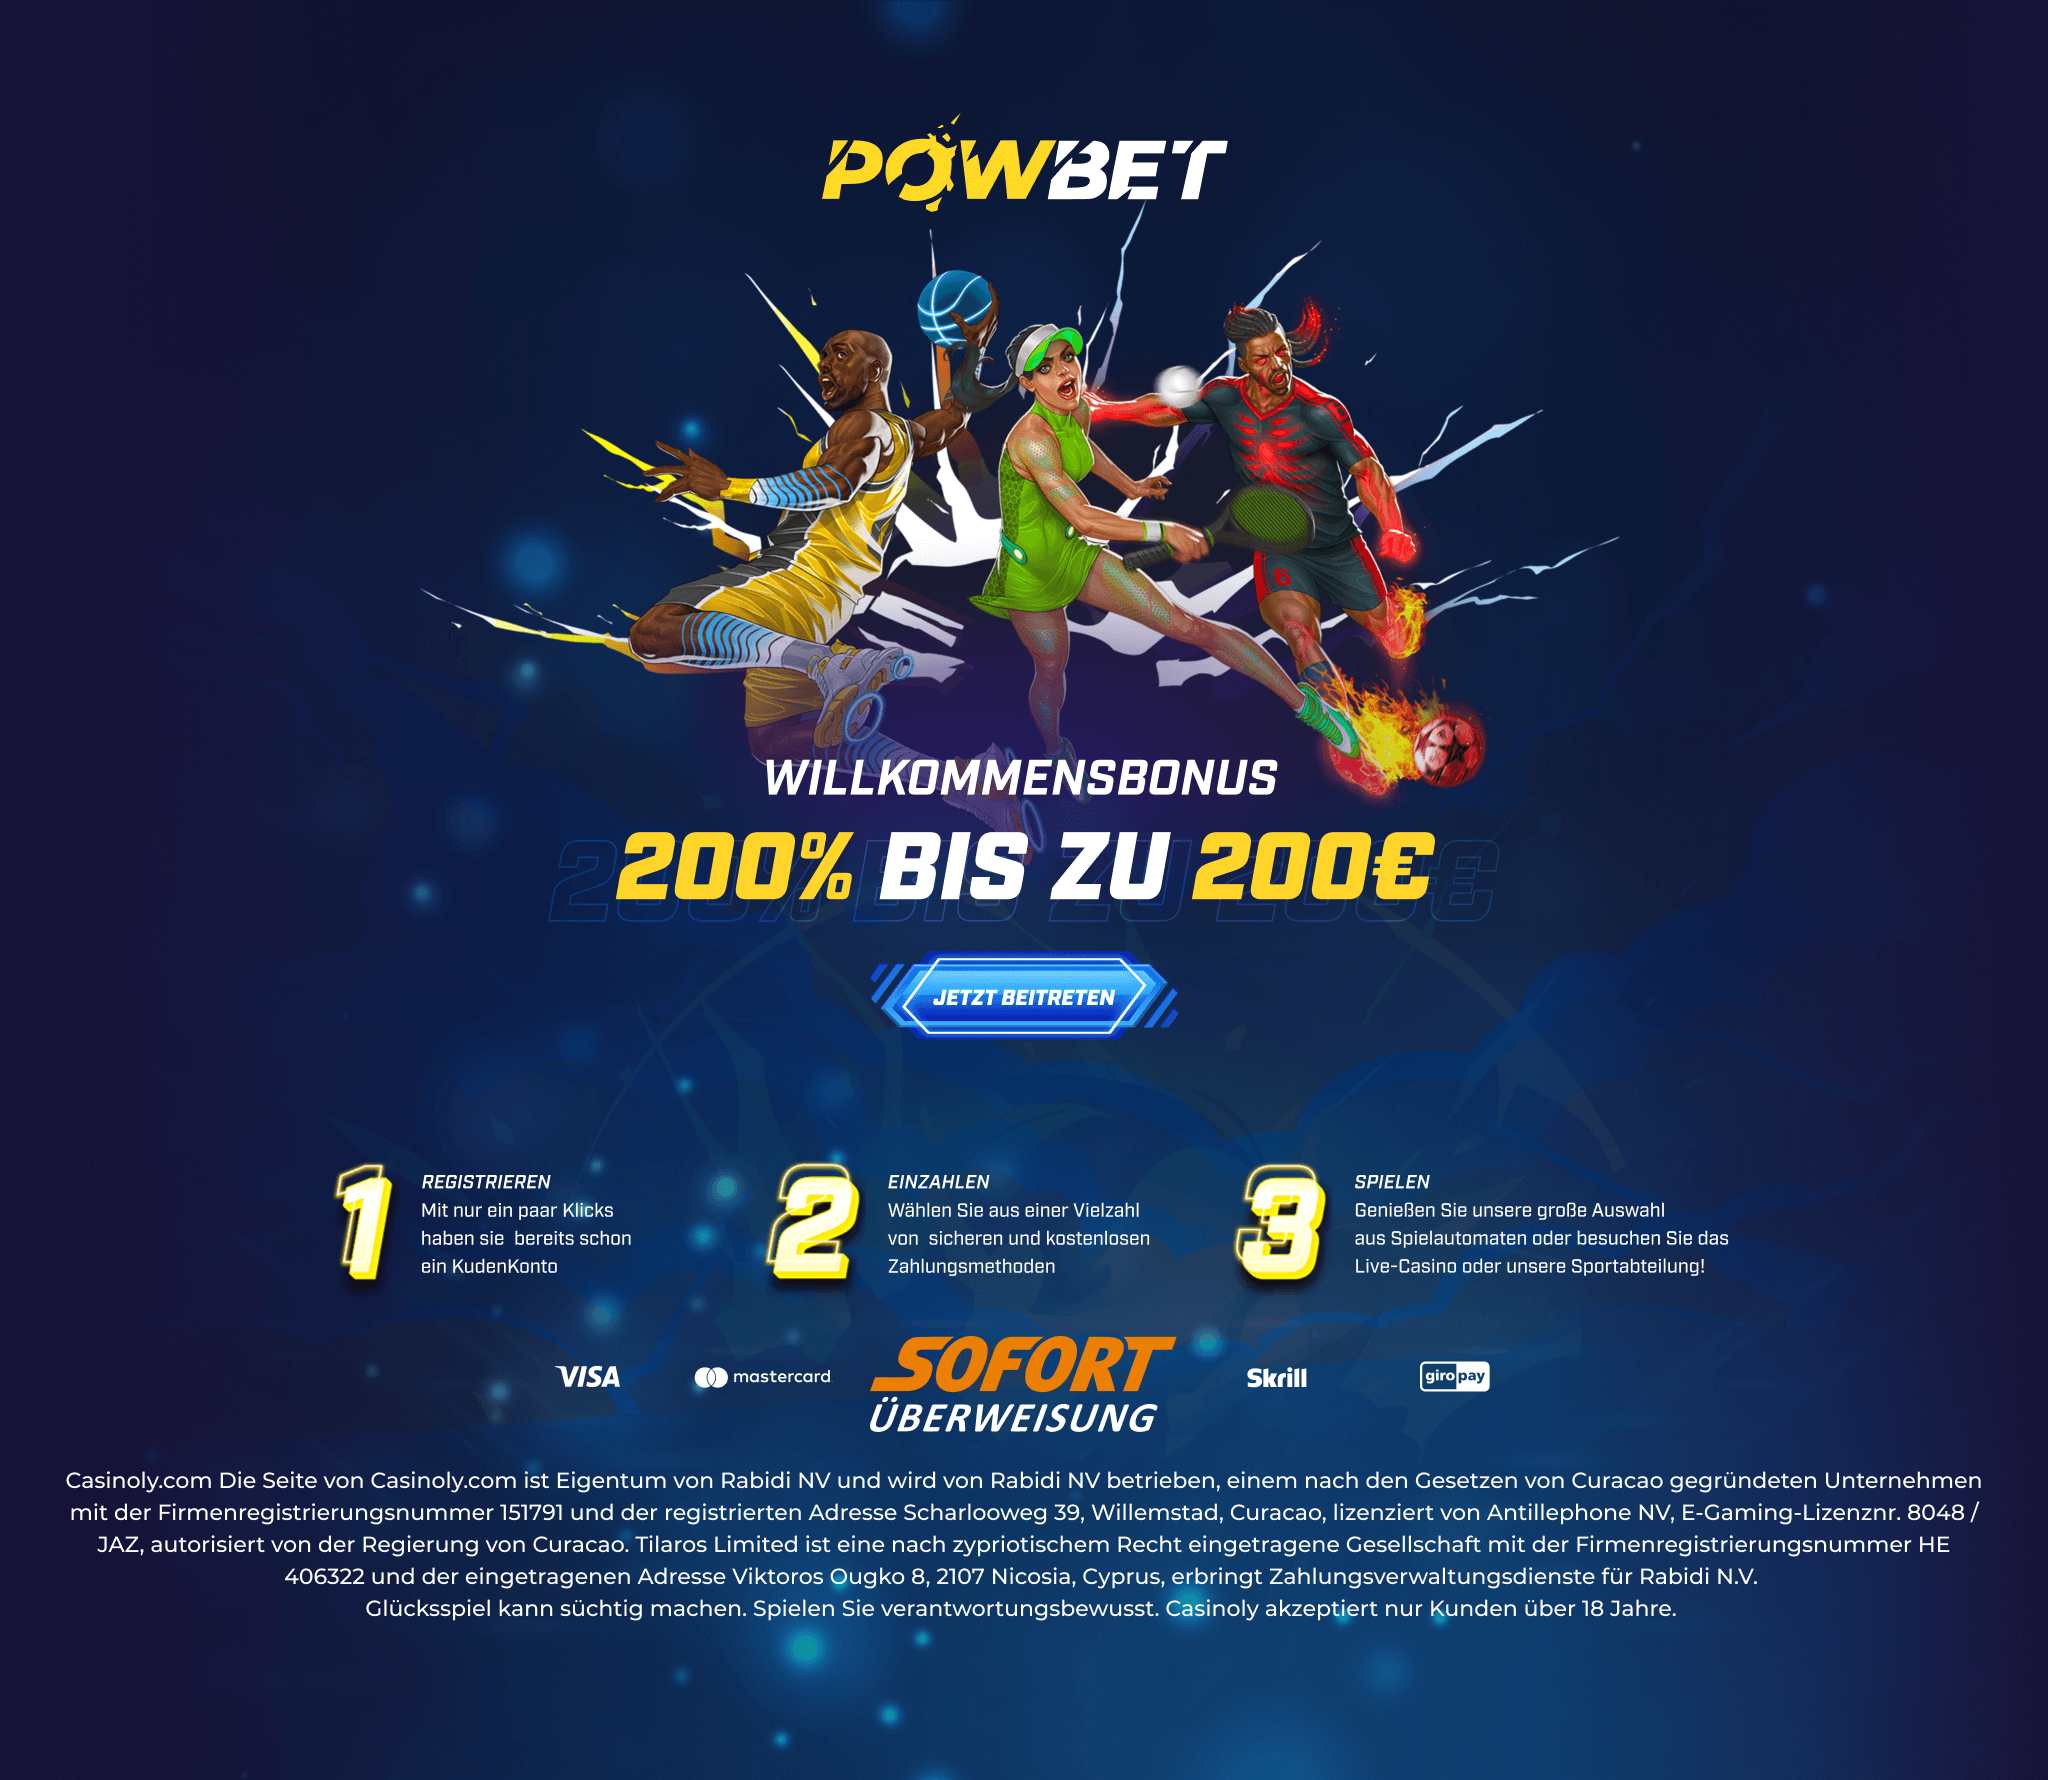 POWBET
WILLKOMMENSBONUS
200% BIS ZU 200€
JETZT BEITRETEN
1
REGISTRIEREN
Mit nur ein paar Klicks
haben sie bereits schon
ein KudenKonto
2
EINZAHLEN
Wählen Sie aus einer Vielzahl
von sicheren und kostenlosen
Zahlungsmethoden
3
SPIELEN
Genießen Sie unsere große Auswahl
aus Spielautomaten oder besuchen Sie das
Live-Casino oder unsere Sportabteilung!
VISA
mastercard
SOFORT
ÜBERWEISUNG
Skrill
giropay
Casinoly.com Die Seite von Casinoly.com ist Eigentum von Rabidi NV und wird von Rabidi NV betrieben, einem nach den Gesetzen von Curacao gegründeten Unternehmen
mit der Firmenregistrierungsnummer 151791 und der registrierten Adresse Scharlooweg 39, Willemstad, Curacao, lizenziert von Antillephone NV, E-Gaming-Lizenznr. 8048 /
JAZ, autorisiert von der Regierung von Curacao. Tilaros Limited ist eine nach zypriotischem Recht eingetragene Gesellschaft mit der Firmenregistrierungsnummer HE
406322 und der eingetragenen Adresse Viktoros Ougko 8, 2107 Nicosia, Cyprus, erbringt Zahlungsverwaltungsdienste für Rabidi N.V.
Glücksspiel kann süchtig machen. Spielen Sie verantwortungsbewusst. Casinoly akzeptiert nur Kunden über 18 Jahre.
6